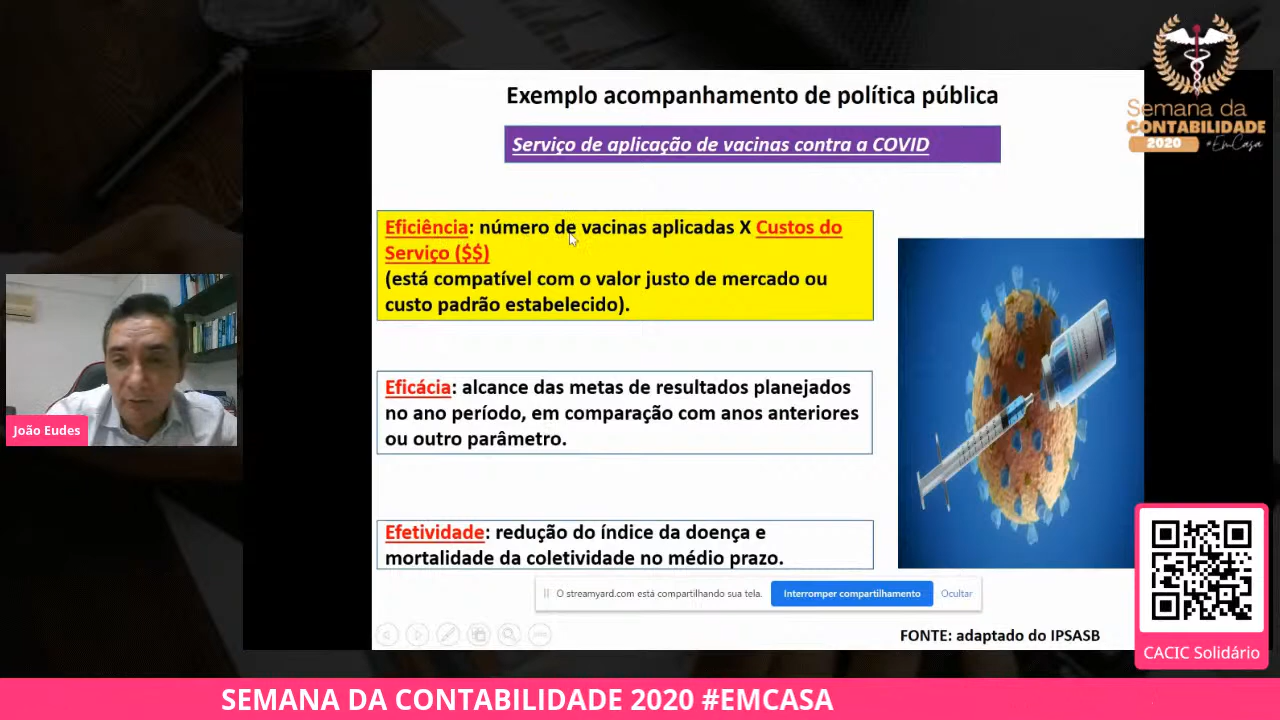 Exemplo acompanhamento de política pública
Serviço de aplicação de vacinas contra a COVID
Semana da
CONTABILIDADE
2020 #EmCasa
Eficiência: número de vacinas aplicadas X Custos do
Serviço ($$)
(está compatível com o valor justo de mercado ou
custo padrão estabelecido).
Eficácia: alcance das metas de resultados planejados
no ano período, em comparação com anos anteriores
ou outro parâmetro.
João Eudes
Efetividade: redução do índice da doença e
mortalidade da coletividade no médio prazo.
O streamyard.com está compartilhando sua tela.
Interromper compartilhamento
Ocultar
FONTE: adaptado do IPSASB
CACIC Solidário
SEMANA DA CONTABILIDADE 2020 #EMCASA